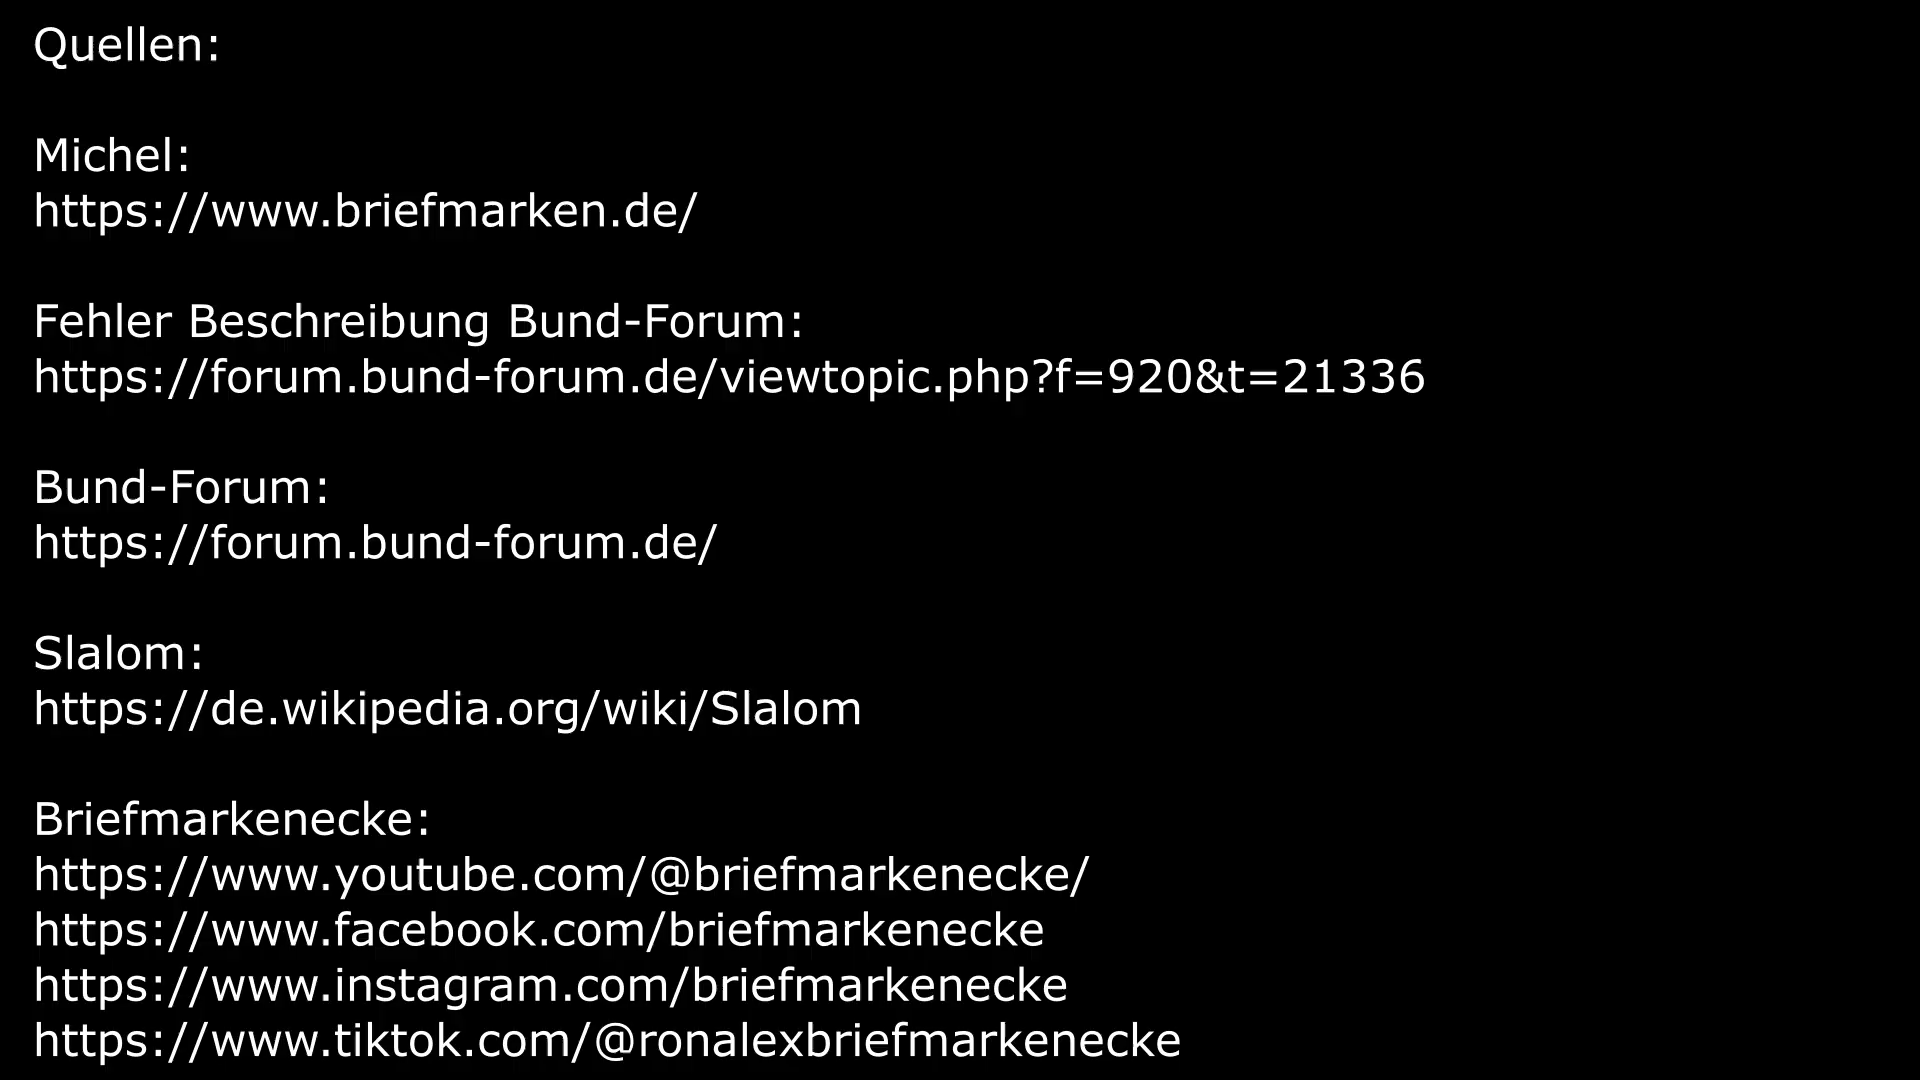 Quellen:
Michel:
https://www.briefmarken.de/
Fehler Beschreibung Bund-Forum:
https://forum.bund-forum.de/viewtopic.php?f=920&t=21336
Bund-Forum:
https://forum.bund-forum.de/
Slalom:
https://de.wikipedia.org/wiki/Slalom
Briefmarkenecke:
https://www.youtube.com/@briefmarkenecke/
https://www.facebook.com/briefmarkenecke
https://www.instagram.com/briefmarkenecke
https://www.tiktok.com/@ronalexbriefmarkenecke